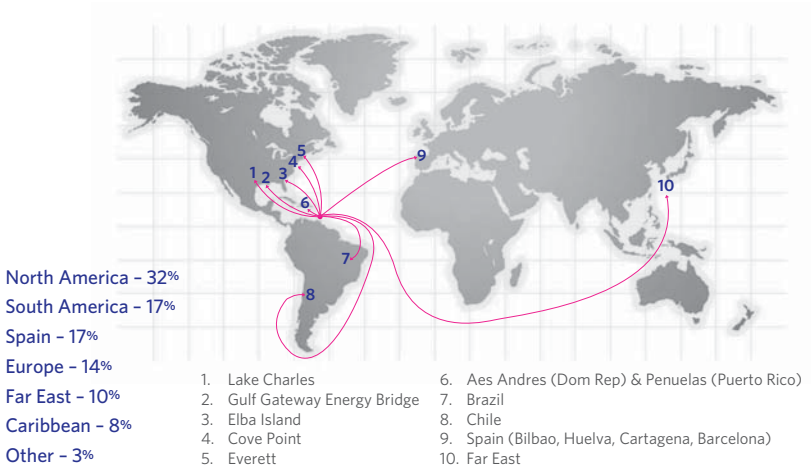 5
4
1
2
3
9
10
6
7
8
North America – 32%
South America – 17%
Spain – 17%
Europe – 14%
Far East – 10%
Caribbean – 8%
Other – 3%
1. Lake Charles
2. Gulf Gateway Energy Bridge
3. Elba Island
4. Cove Point
5. Everett
6. Aes Andres (Dom Rep) & Penuelas (Puerto Rico)
7. Brazil
8. Chile
9. Spain (Bilbao, Huelva, Cartagena, Barcelona)
10. Far East